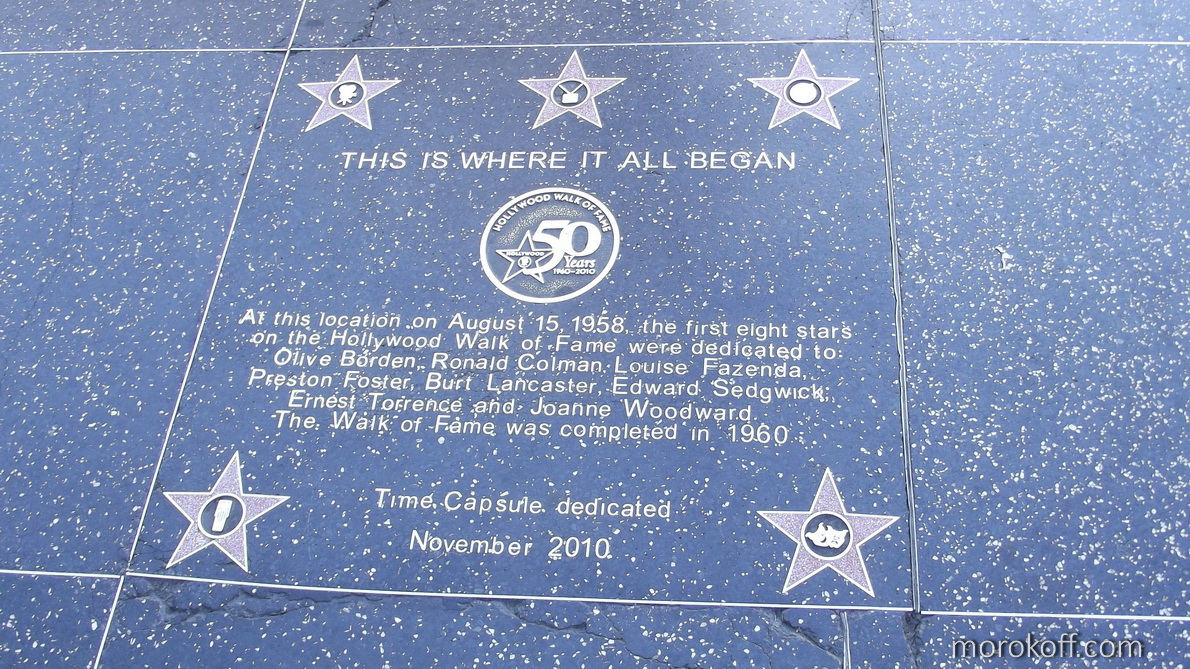 THIS IS WHERE IT ALL BEGAN
HOLLYWOOD WALK OF FAME
50
HOLLYWOOD
Years
1960-2010
At this location on August 15, 1958, the first eight stars
on the Hollywood Walk of Fame were dedicated to:
Olive Borden, Ronald Colman, Louise Fazenda,
Preston Foster, Burt Lancaster, Edward Sedgwick,
Ernest Torrence and Joanne Woodward.
The Walk of Fame was completed in 1960
Time Capsule dedicated
November 2010
morokoff.com